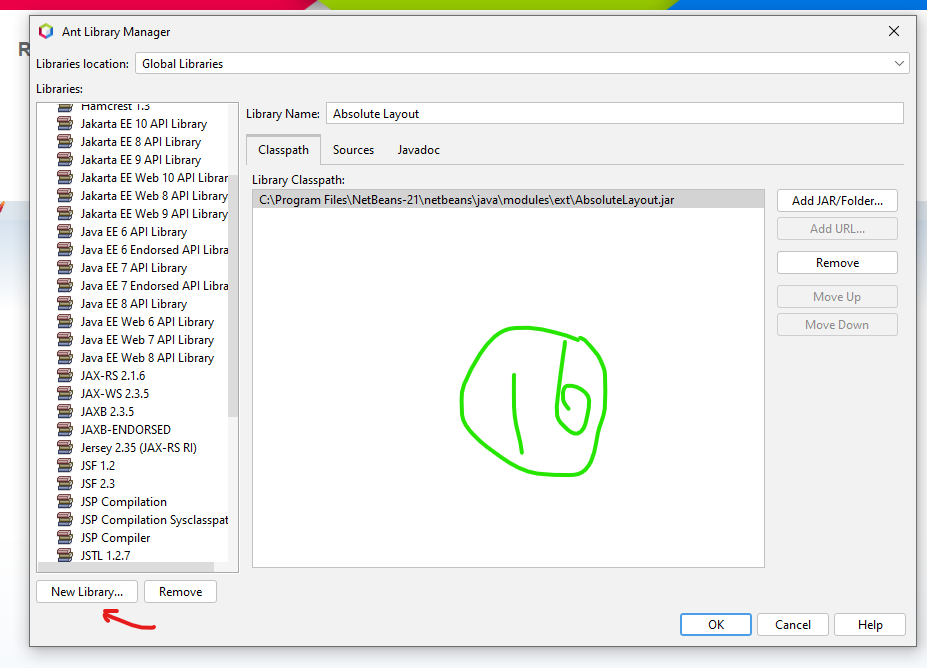 R
Ant Library Manager
Libraries location: Global Libraries
Libraries:
Hamcrest 1.3
Jakarta EE 10 API Library
Jakarta EE 8 API Library
Jakarta EE 9 API Library
Jakarta EE Web 10 API Librar
Jakarta EE Web 8 API Library
Jakarta EE Web 9 API Library
Java EE 6 API Library
Java EE 6 Endorsed API Libra
Java EE 7 API Library
Java EE 7 Endorsed API Libra
Java EE 8 API Library
Java EE Web 6 API Library
Java EE Web 7 API Library
Java EE Web 8 API Library
JAX-RS 2.1.6
JAX-WS 2.3.5
JAXB 2.3.5
JAXB-ENDORSED
Jersey 2.35 (JAX-RS RI)
JSF 1.2
JSF 2.3
JSP Compilation
JSP Compilation Sysclasspat
JSP Compiler
JSTL 1.2.7
New Library... Remove
Library Name: Absolute Layout
Classpath Sources Javadoc
Library Classpath:
C:\Program Files\NetBeans-21\netbeans\java\modules\ext\AbsoluteLayout.jar
16
Add JAR/Folder...
Add URL...
Remove
Move Up
Move Down
OK Cancel Help